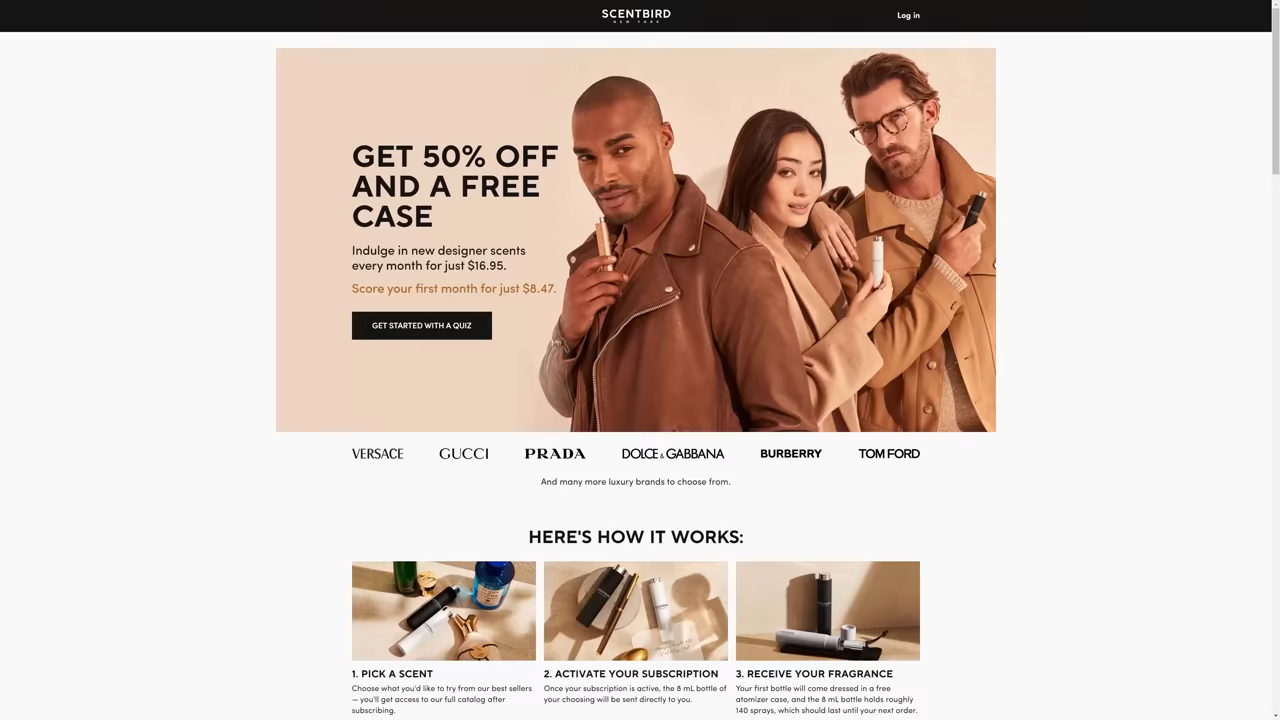 SCENTBIRD
NEW YORK
Log in
GET 50% OFF
AND A FREE
CASE
Indulge in new designer scents
every month for just $16.95.
Score your first month for just $8.47.
GET STARTED WITH A QUIZ
VERSACE GUCCI PRADA DOLCE & GABBANA BURBERRY TOM FORD
And many more luxury brands to choose from.
HERE'S HOW IT WORKS:
1. PICK A SCENT
Choose what you'd like to try from our best sellers
— you'll get access to our full catalog after
subscribing.
2. ACTIVATE YOUR SUBSCRIPTION
Once your subscription is active, the 8 mL bottle of
your choosing will be sent directly to you.
3. RECEIVE YOUR FRAGRANCE
Your first bottle will come dressed in a free
atomizer case, and the 8 mL bottle holds roughly
140 sprays, which should last until your next order.